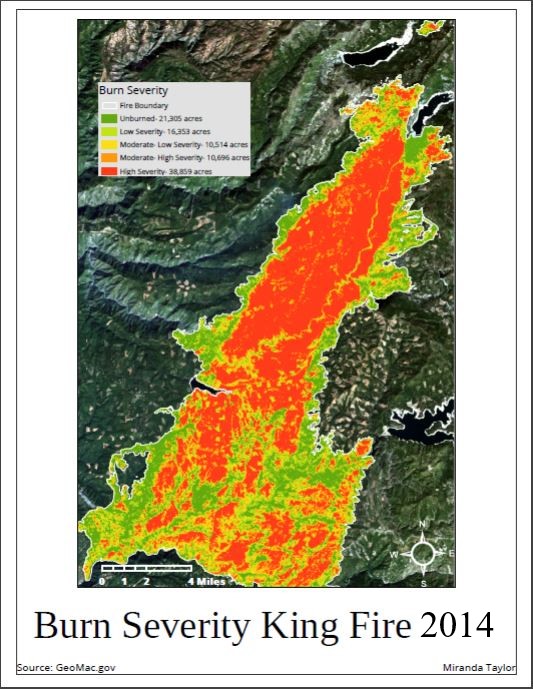 Burn Severity
Fire Boundary
Unburned- 21,305 acres
Low Severity- 16,353 acres
Moderate- Low Severity- 10,514 acres
Moderate- High Severity- 10,696 acres
High Severity- 38,859 acres
N
W E
S
0 1 2 4 Miles
Burn Severity King Fire 2014
Source: GeoMac.gov Miranda Taylor